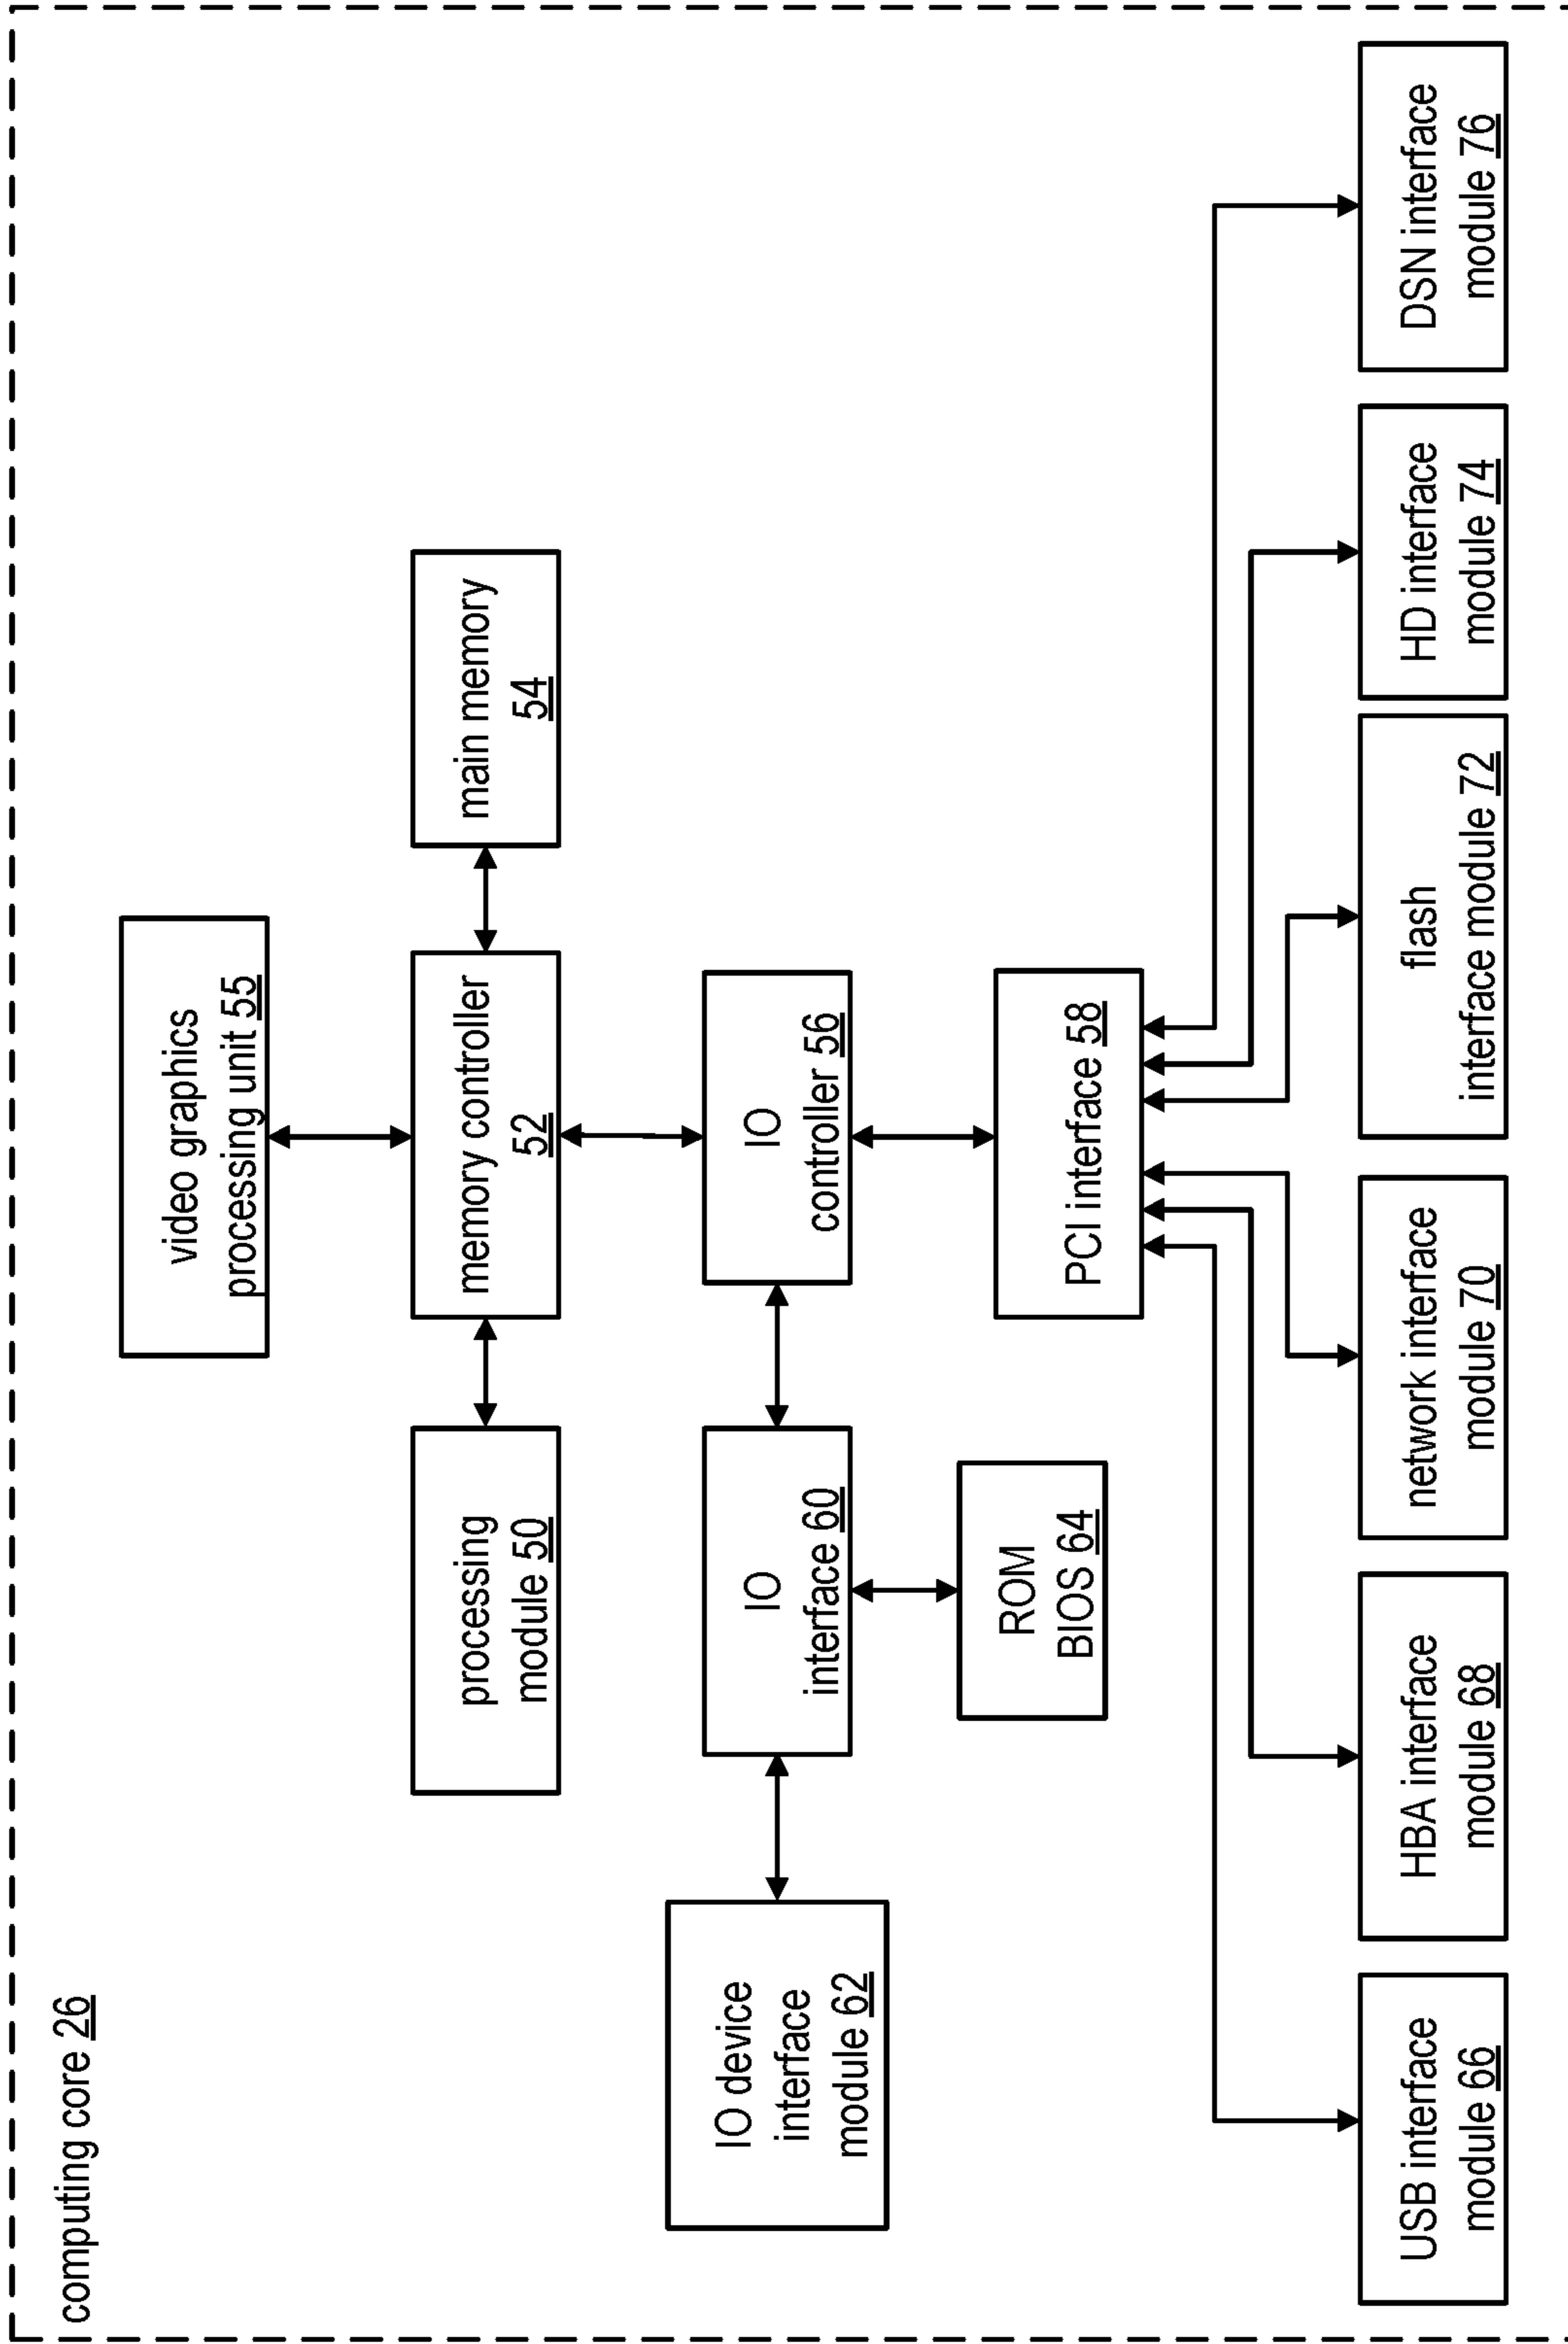 computing core 26
video graphics
processing unit 55
processing
module 50
memory controller
52
main memory
54
IO device
interface
module 62
IO
interface 60
IO
controller 56
ROM
BIOS 64
PCI interface 58
USB interface
module 66
HBA interface
module 68
network interface
module 70
flash
interface module 72
HD interface
module 74
DSN interface
module 76